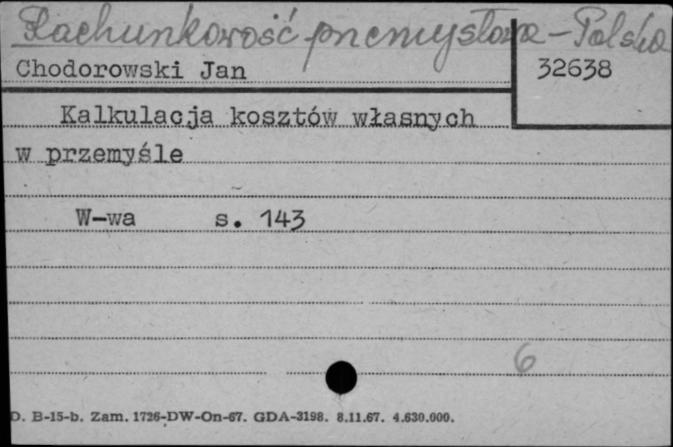 Rachunkowość przemysłowa - Polska
Chodorowski Jan 32638
Kalkulacja kosztów własnych
w przemyśle
W-wa s. 143
6
D. B-15-b. Zam. 1726-DW-On-67. GDA-3198. 8.11.67. 4.630.000.